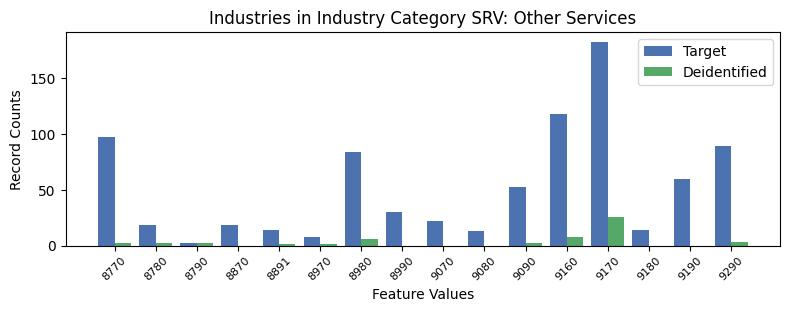 Industries in Industry Category SRV: Other Services
Target
Deidentified
Record Counts
150
100
50
0
8770 8780 8790 8870 8891 8970 8980 8990 9070 9080 9090 9160 9170 9180 9190 9290
Feature Values